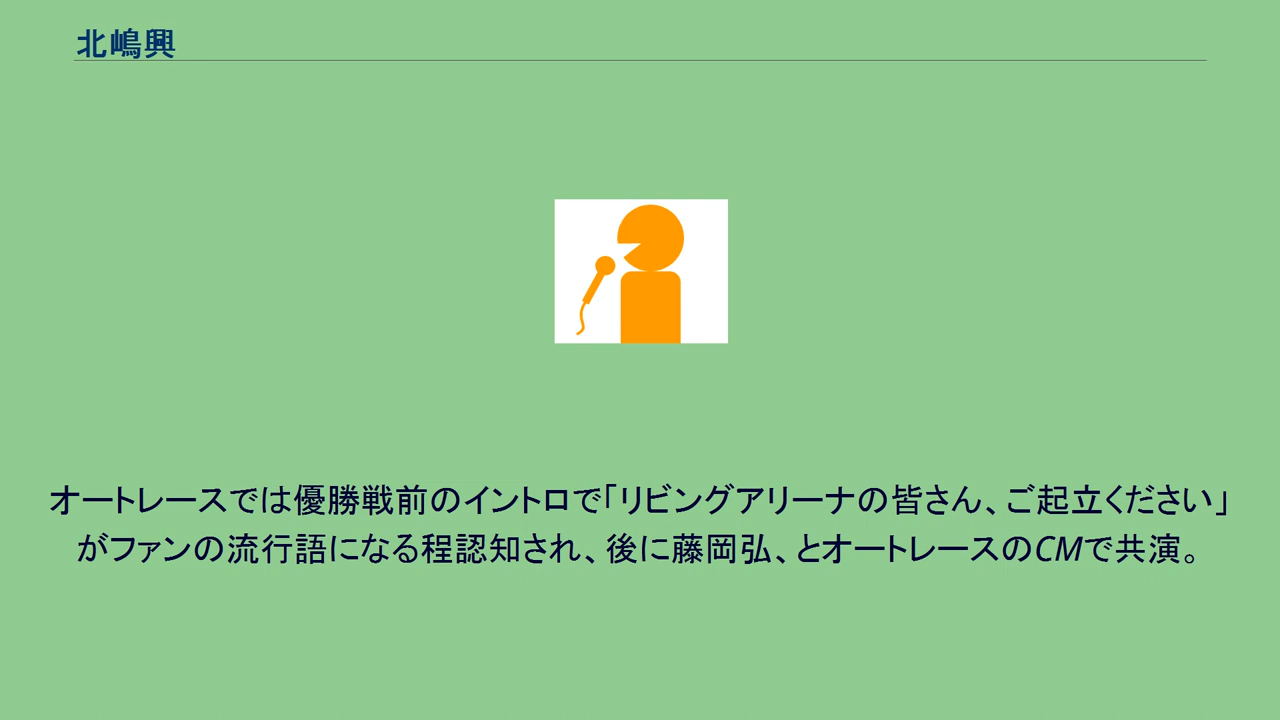 北嶋興
オートレースでは優勝戦前のイントロで「リビングアリーナの皆さん、ご起立ください」
がファンの流行語になる程認知され、後に藤岡弘、とオートレースのCMで共演。